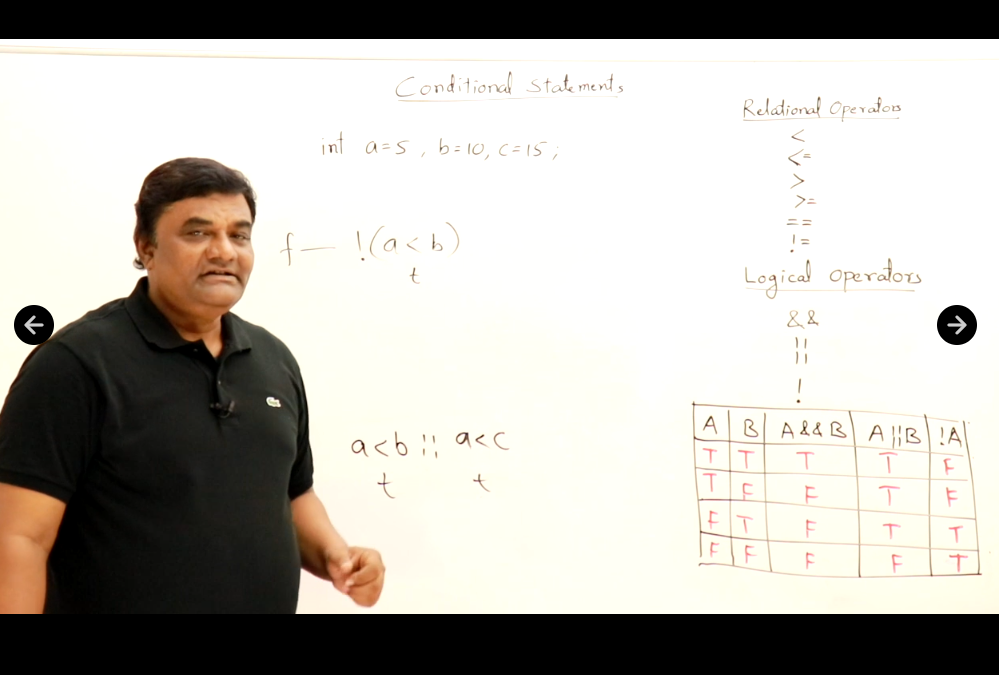 Conditional Statements
int a=5, b=10, c=15;
f — !(a<b)
t
a<b || a<c
t t
Relational Operators
<
<=
>
>=
==
!=
Logical Operators
&&
||
!
A B A&&B A||B !A
T T T T F
T F F T F
F T F T T
F F F F T